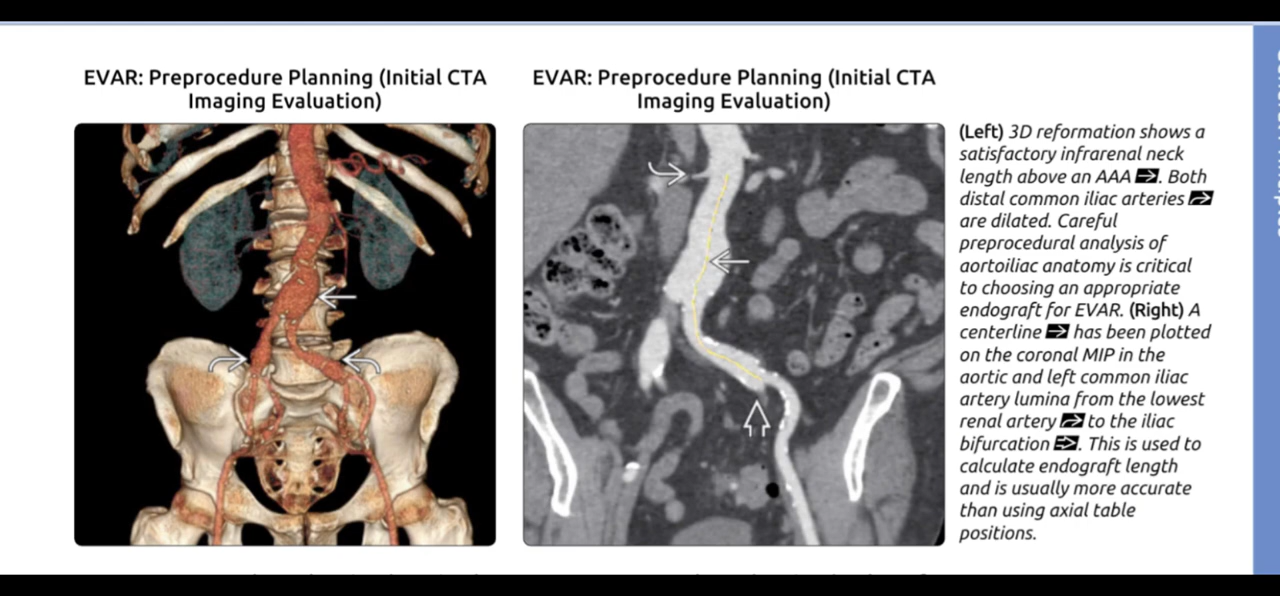 EVAR: Preprocedure Planning (Initial CTA
Imaging Evaluation)
EVAR: Preprocedure Planning (Initial CTA
Imaging Evaluation)
(Left) 3D reformation shows a
satisfactory infrarenal neck
length above an AAA. Both
distal common iliac arteries
are dilated. Careful
preprocedural analysis of
aortoiliac anatomy is critical
to choosing an appropriate
endograft for EVAR. (Right) A
centerline has been plotted
on the coronal MIP in the
aortic and left common iliac
artery lumina from the lowest
renal artery to the iliac
bifurcation. This is used to
calculate endograft length
and is usually more accurate
than using axial table
positions.